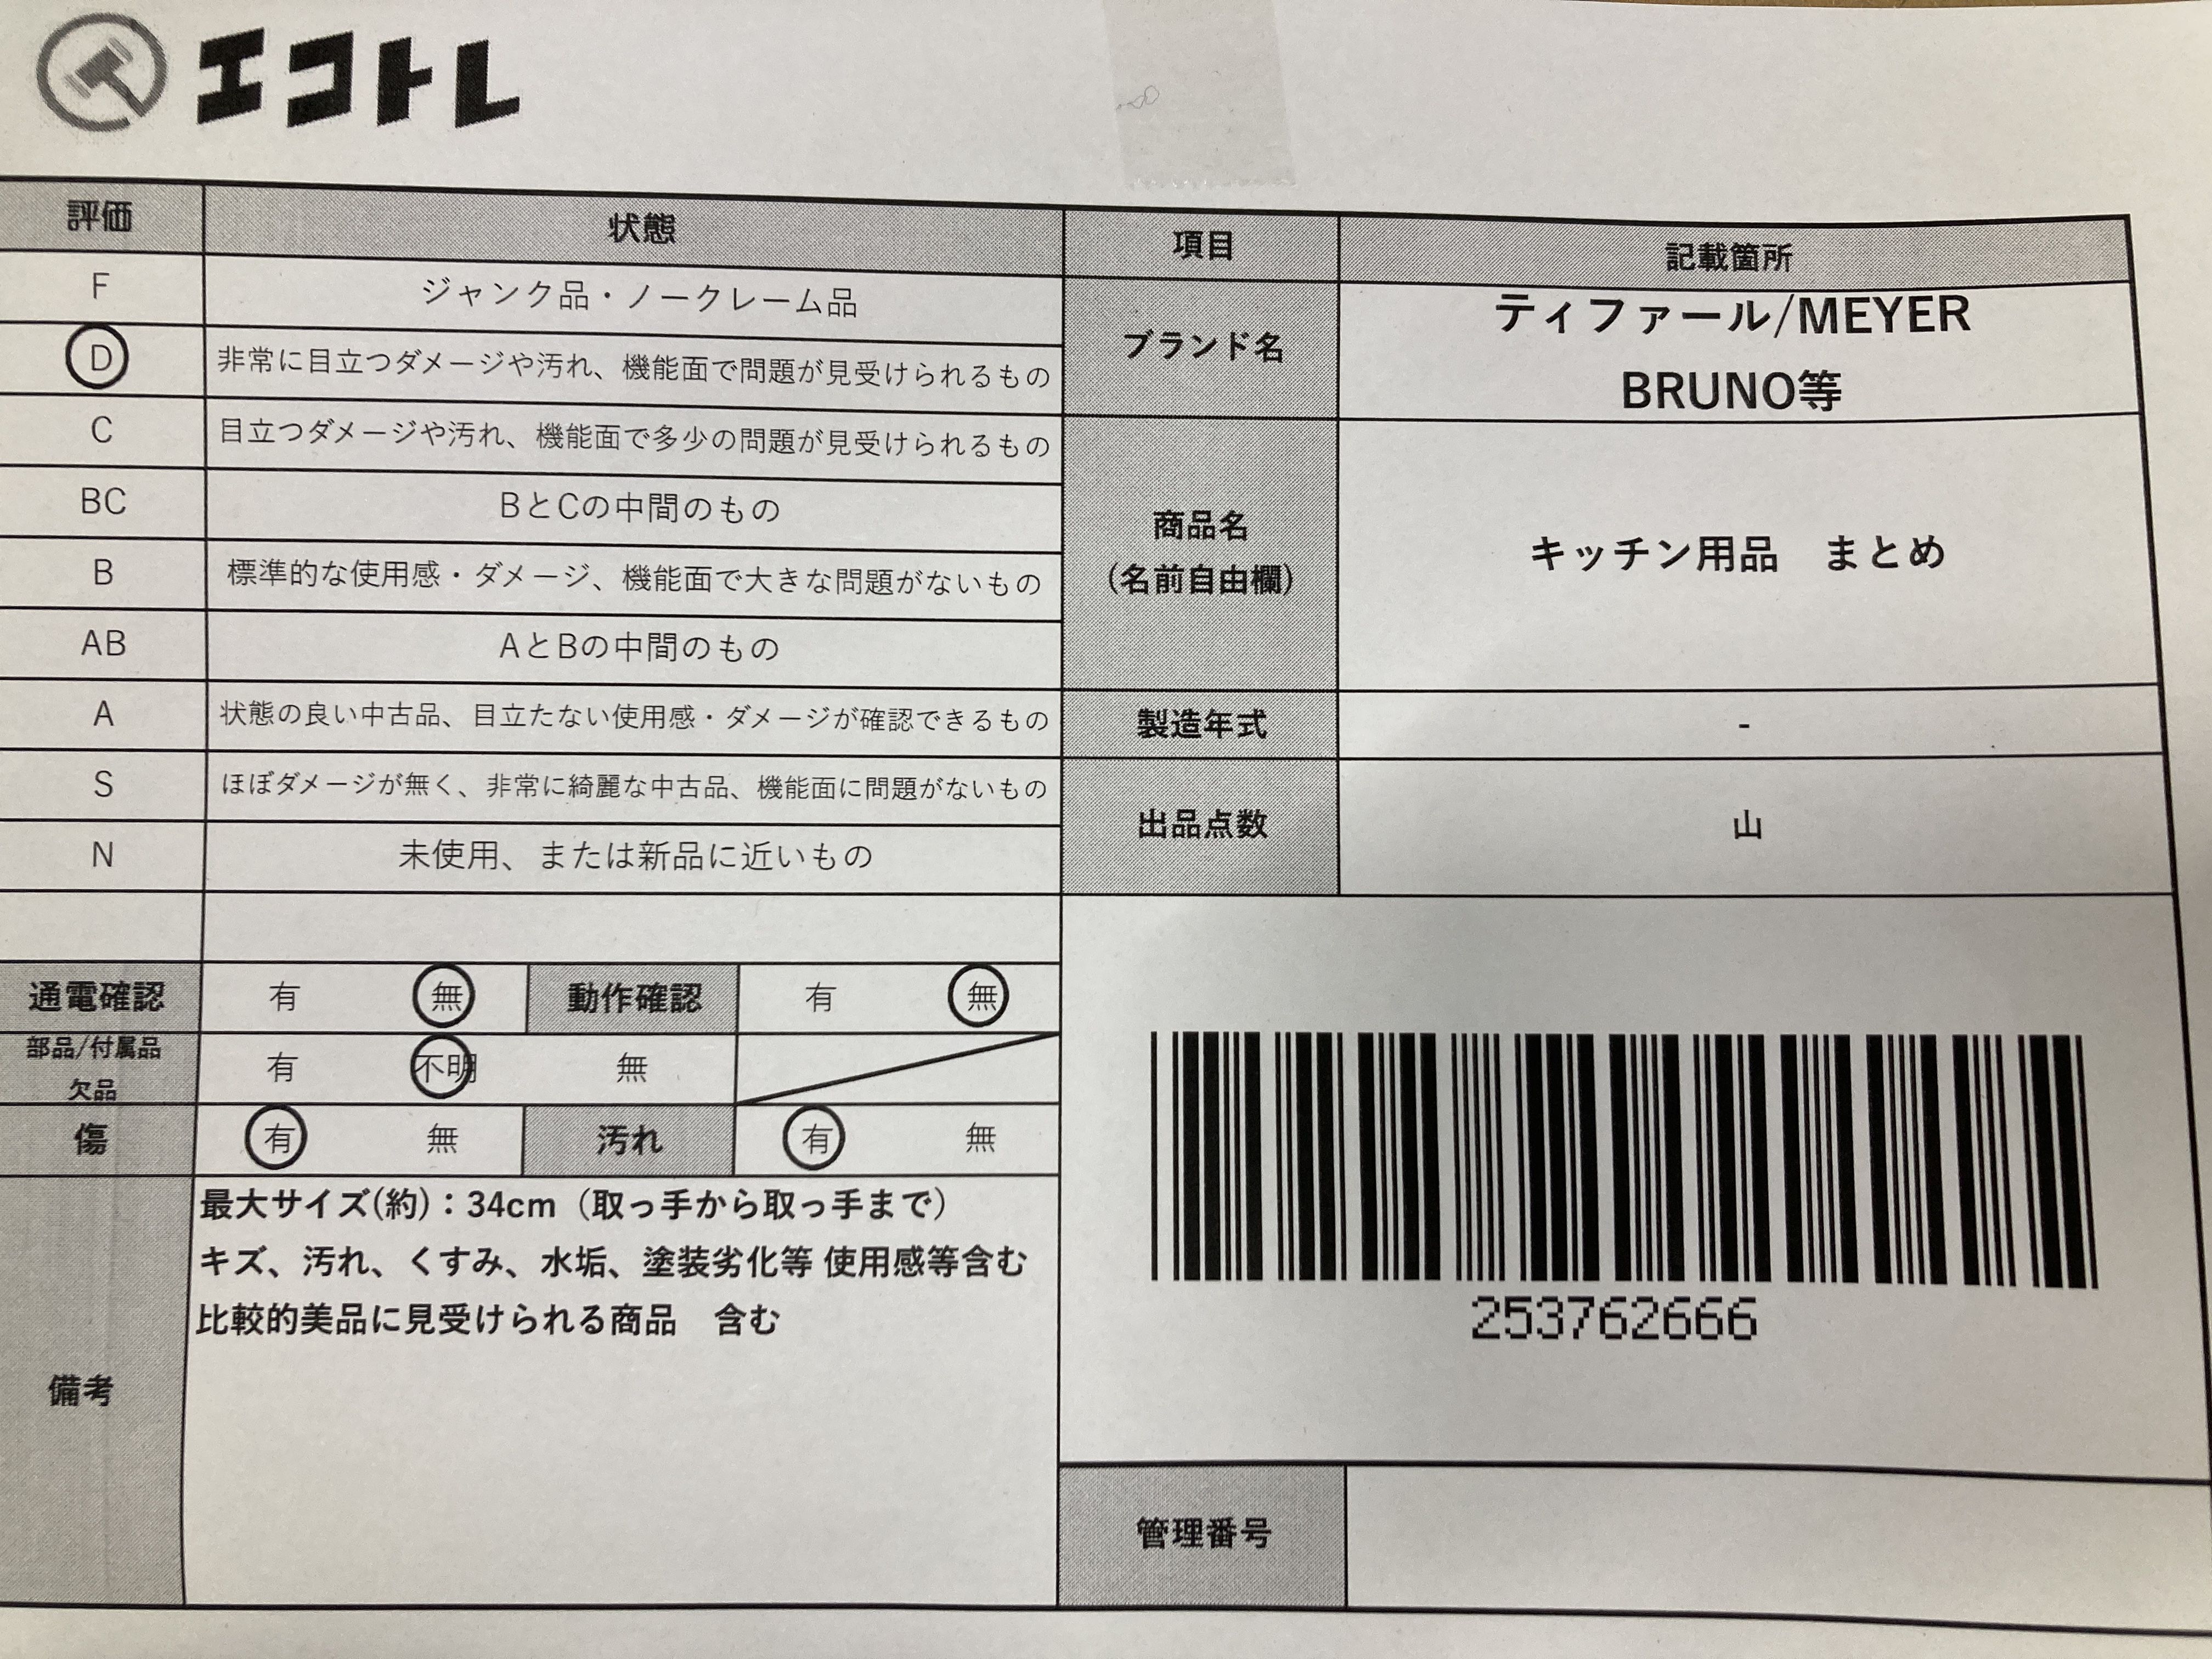 エコトレ
評価 状態
F ジャンク品・ノークレーム品
D 非常に目立つダメージや汚れ、機能面で問題が見受けられるもの
C 目立つダメージや汚れ、機能面で多少の問題が見受けられるもの
BC BとCの中間のもの
B 標準的な使用感・ダメージ、機能面で大きな問題がないもの
AB AとBの中間のもの
A 状態の良い中古品、目立たない使用感・ダメージが確認できるもの
S ほぼダメージが無く、非常に綺麗な中古品、機能面に問題がないもの
N 未使用、または新品に近いもの
項目 記載箇所
ブランド名 ティファール/MEYER
BRUNO等
商品名
(名前自由欄)
キッチン用品 まとめ
製造年式 -
出品点数 山
通電確認 有 無 動作確認 有 無
部品/付属品
欠品
有 不明 無
傷 有 無 汚れ 有 無
備考
最大サイズ(約)：34cm（取っ手から取っ手まで）
キズ、汚れ、くすみ、水垢、塗装劣化等 使用感等含む
比較的美品に見受けられる商品 含む
253762666
管理番号